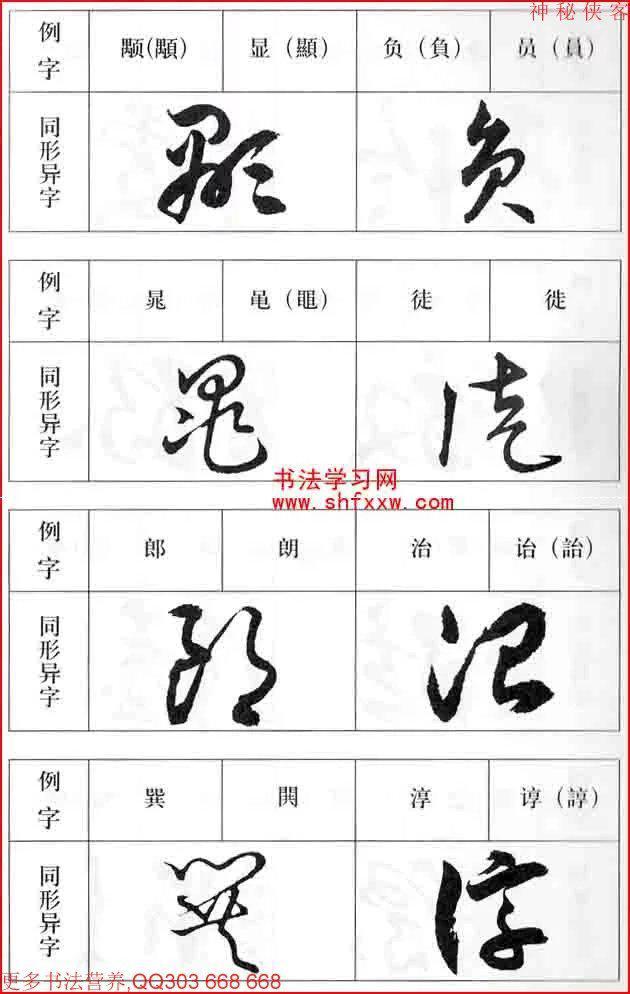 神秘侠客
例字 颙(顒) 显(顯) 负(負) 员(員)
同形异字
例字 晁 黾(黽) 徒 徙
同形异字
书法学习网
www.shfxxw.com
例字 郎 朗 治 诒(詒)
同形异字
例字 巽 淳 谆(諄)
同形异字
更多书法营养,QQ303 668 668